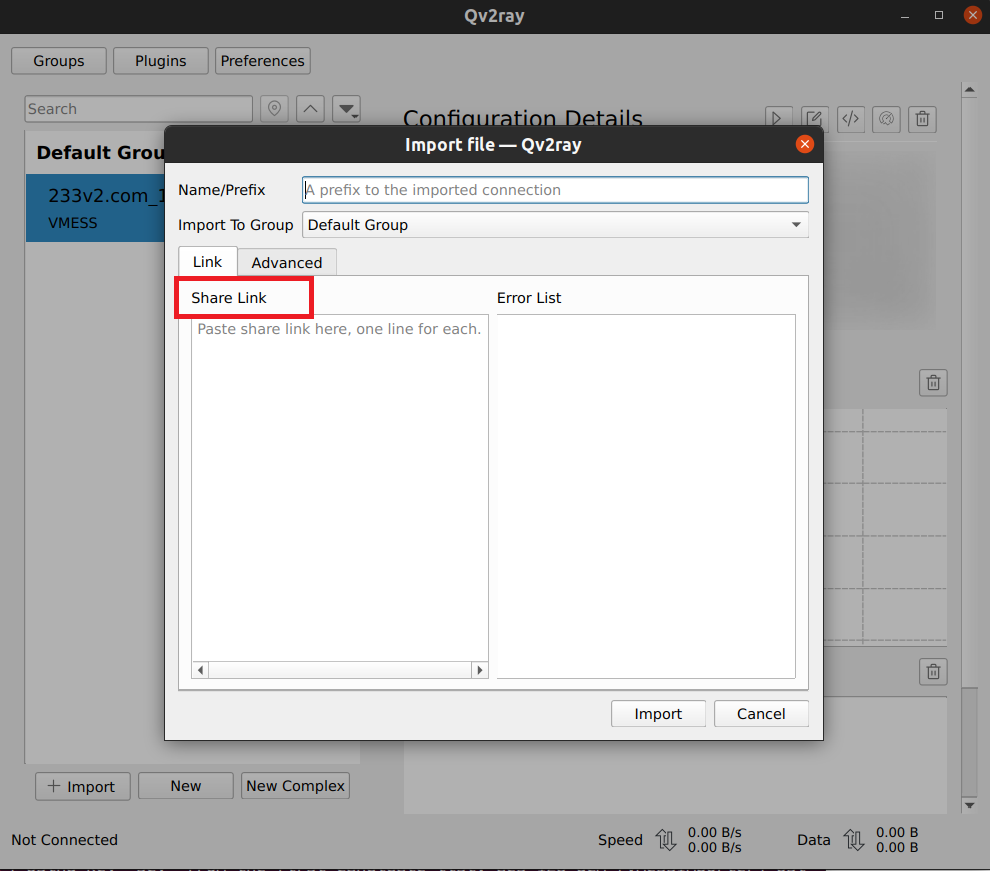 Qv2ray
Groups Plugins Preferences
Search
Configuration Details
Default Grou
233v2.com_1
VMESS
Import file — Qv2ray
Name/Prefix A prefix to the imported connection
Import To Group Default Group
Link Advanced
Share Link Error List
Paste share link here, one line for each.
Import Cancel
Import New New Complex
Not Connected
Speed 0.00 B/s Data 0.00 B
0.00 B/s 0.00 B